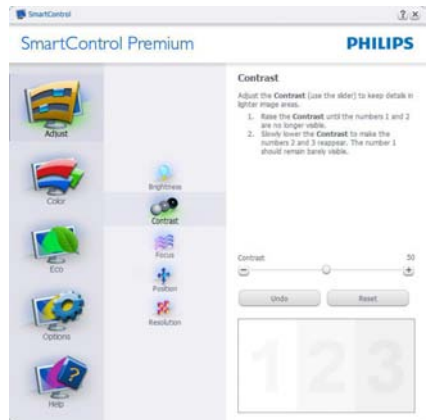 SmartControl
SmartControl Premium
PHILIPS
Adjust
Color
Eco
Options
Help
Brightness
Contrast
Focus
Position
Resolution
Contrast
Adjust the Contrast (use the slider) to keep details in
lighter image areas.
1. Raise the Contrast until the numbers 1 and 2
are no longer visible.
2. Slowly lower the Contrast to make the
numbers 2 and 3 reappear. The number 1
should remain barely visible.
Contrast 50
Undo Reset
1 2 3